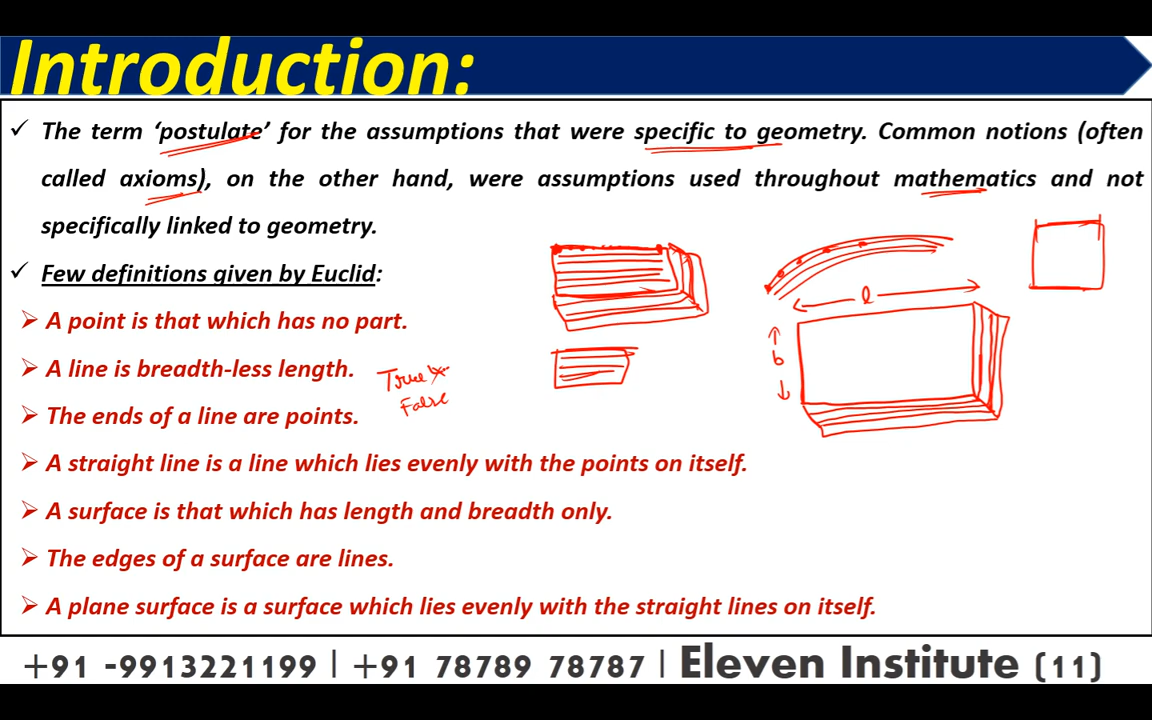 Introduction:
✓ The term ‘postulate’ for the assumptions that were specific to geometry. Common notions (often
called axioms), on the other hand, were assumptions used throughout mathematics and not
specifically linked to geometry.
✓ Few definitions given by Euclid:
➢ A point is that which has no part.
➢ A line is breadth-less length.
True
False
➢ The ends of a line are points.
➢ A straight line is a line which lies evenly with the points on itself.
➢ A surface is that which has length and breadth only.
➢ The edges of a surface are lines.
➢ A plane surface is a surface which lies evenly with the straight lines on itself.
l
b
+91 -9913221199 | +91 78789 78787 | Eleven Institute (11)